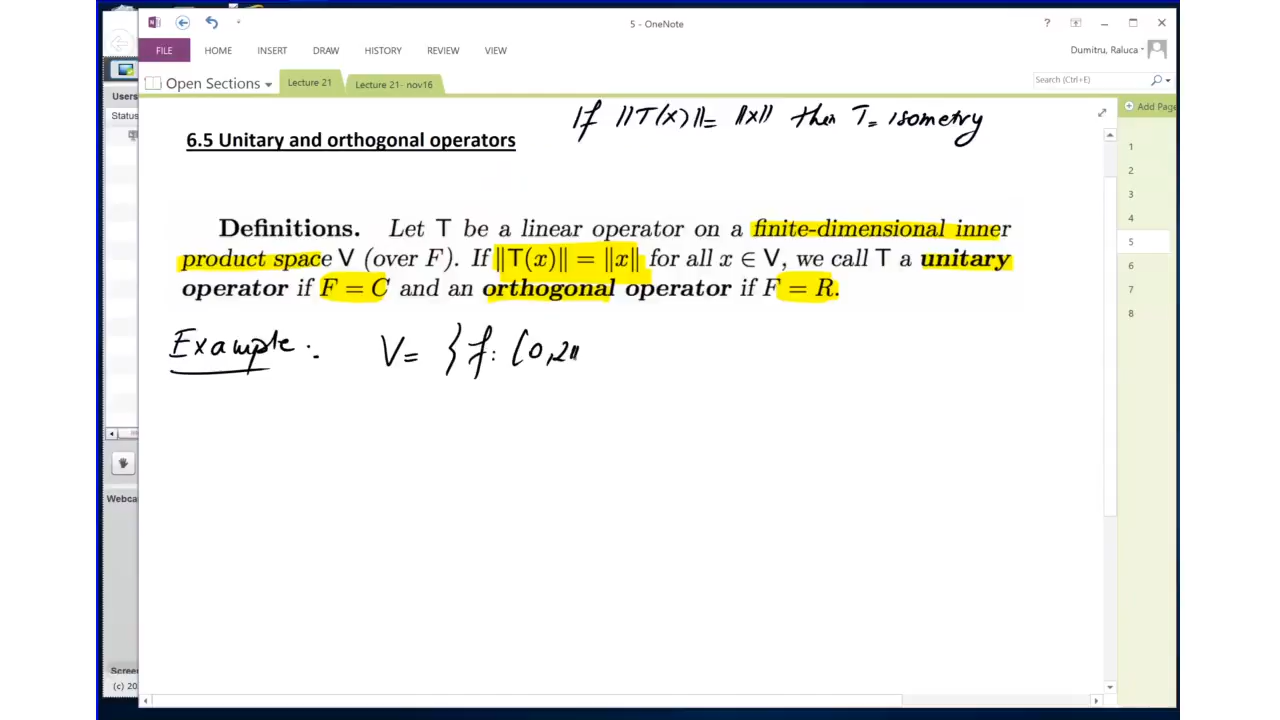 5 - OneNote
?
FILE HOME INSERT DRAW HISTORY REVIEW VIEW
Dumitru, Raluca
Open Sections Lecture 21 Lecture 21- nov16
Search (Ctrl+E)
Users
Status
Add Page
1
2
3
4
5
6
7
8
If ||T(x)|| = ||x|| then T = isometry
6.5 Unitary and orthogonal operators
Definitions. Let T be a linear operator on a finite-dimensional inner
product space V (over F). If ‖T(x)‖ = ‖x‖ for all x ∈ V, we call T a unitary
operator if F = C and an orthogonal operator if F = R.
Example: V = { f: [0,2π
Webca
Screen
(c) 20